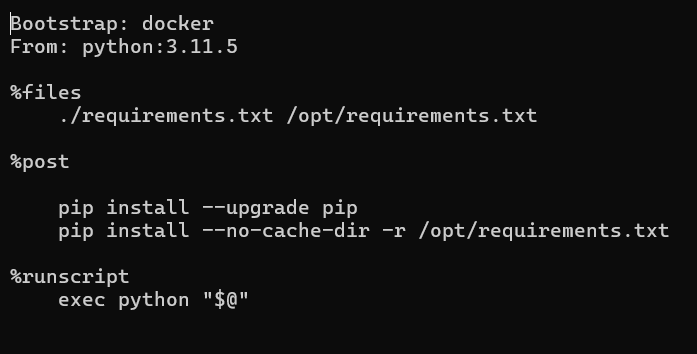 Bootstrap: docker
From: python:3.11.5
%files
./requirements.txt /opt/requirements.txt
%post
pip install --upgrade pip
pip install --no-cache-dir -r /opt/requirements.txt
%runscript
exec python "$@"